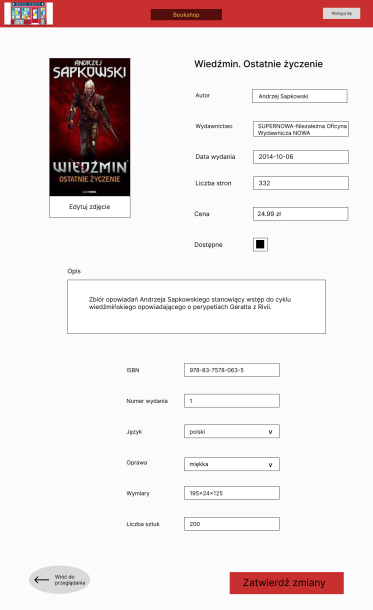 Bookshop
Wyloguj się
ANDRZEJ
SAPKOWSKI
WIEDŹMIN
OSTATNIE ŻYCZENIE
Edytuj zdjęcie
Wiedźmin. Ostatnie życzenie
Autor
Andrzej Sapkowski
Wydawnictwo
SUPERNOWA-Niezależna Oficyna
Wydawnicza NOWA
Data wydania
2014-10-06
Liczba stron
332
Cena
24.99 zł
Dostępne
Opis
Zbiór opowiadań Andrzeja Sapkowskiego stanowiący wstęp do cyklu
wiedźmińskiego opowiadającego o perypetiach Geralta z Rivii.
ISBN
978-83-7578-063-5
Numer wydania
1
Język
polski
Oprawa
miękka
Wymiary
195x24x125
Liczba sztuk
200
Wróć do
przeglądania
Zatwierdź zmiany